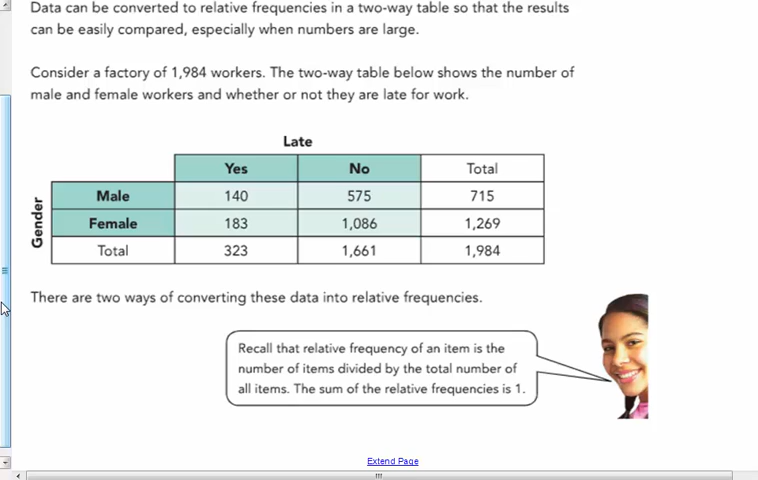 Data can be converted to relative frequencies in a two-way table so that the results
can be easily compared, especially when numbers are large.
Consider a factory of 1,984 workers. The two-way table below shows the number of
male and female workers and whether or not they are late for work.
Late
Yes No Total
Gender
Male 140 575 715
Female 183 1,086 1,269
Total 323 1,661 1,984
There are two ways of converting these data into relative frequencies.
Recall that relative frequency of an item is the
number of items divided by the total number of
all items. The sum of the relative frequencies is 1.
Extend Page